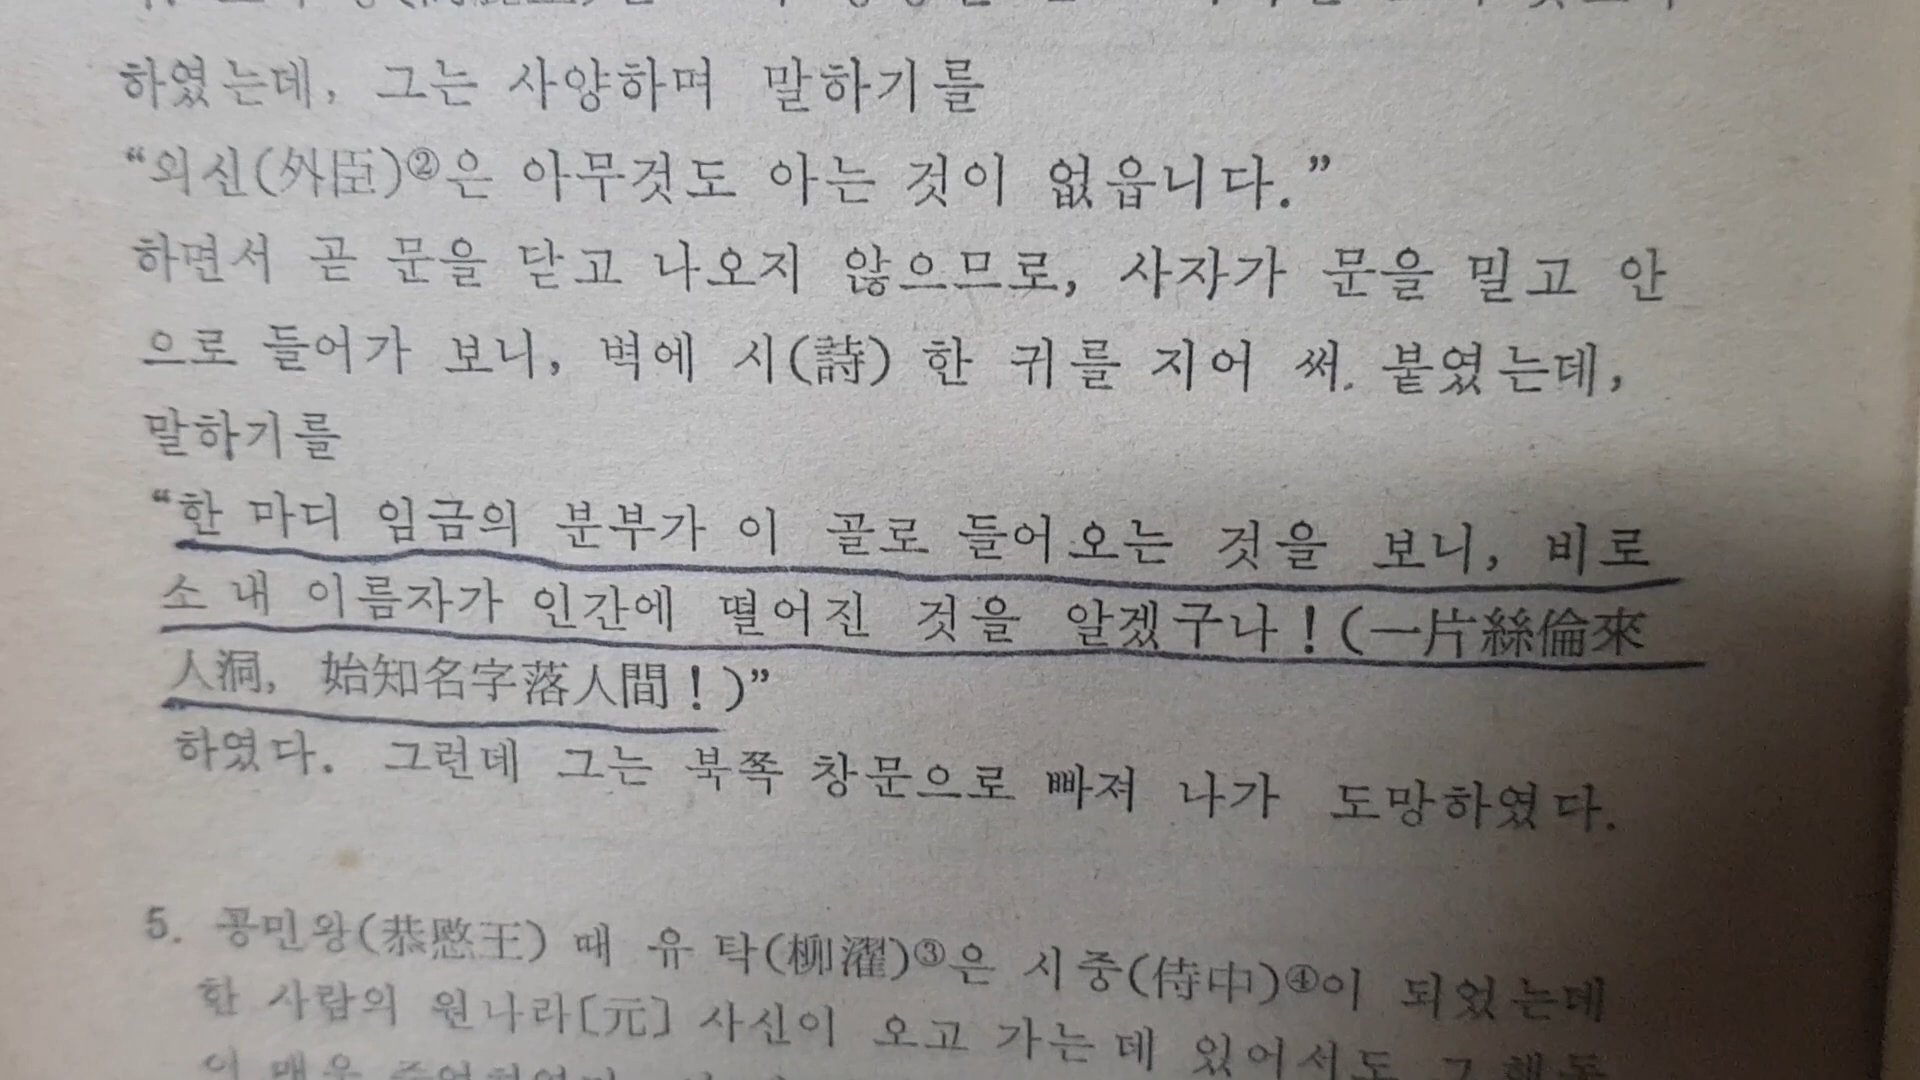 하였는데, 그는 사양하며 말하기를
“외신(外臣)②은 아무것도 아는 것이 없읍니다.”
하면서 곧 문을 닫고 나오지 않으므로, 사자가 문을 밀고 안
으로 들어가 보니, 벽에 시(詩) 한 귀를 지어 써 붙였는데,
말하기를
“한 마디 임금의 분부가 이 골로 들어오는 것을 보니, 비로
소 내 이름자가 인간에 떨어진 것을 알겠구나! (一片絲倫來
人洞, 始知名字落人間!)”
하였다. 그런데 그는 북쪽 창문으로 빠져 나가 도망하였다.
5. 공민왕(恭愍王) 때 유 탁(柳濯)③은 시중(侍中)④이 되었는데
한 사람의 원나라〔元〕 사신이 오고 가는 데 있어서도 그 행동
이 매우